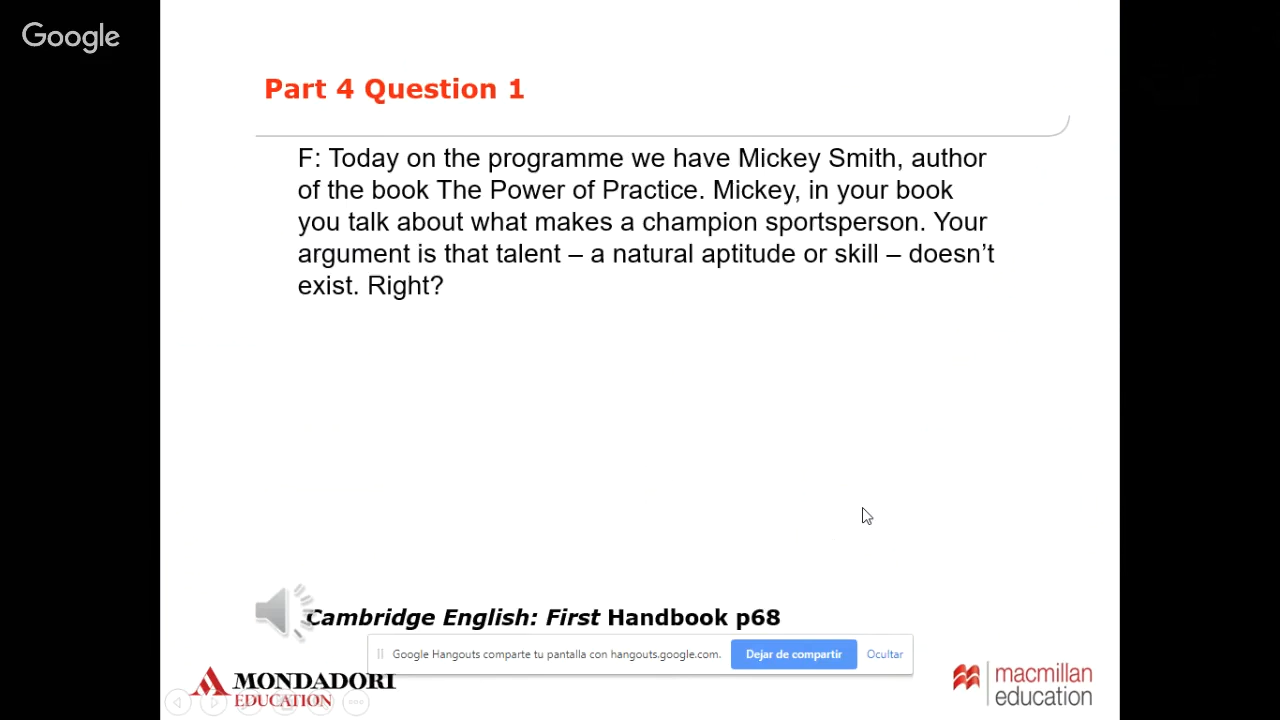 Google
Part 4 Question 1
F: Today on the programme we have Mickey Smith, author
of the book The Power of Practice. Mickey, in your book
you talk about what makes a champion sportsperson. Your
argument is that talent – a natural aptitude or skill – doesn’t
exist. Right?
Cambridge English: First Handbook p68
Google Hangouts comparte tu pantalla con hangouts.google.com.
Dejar de compartir
Ocultar
MONDADORI
EDUCATION
macmillan
education